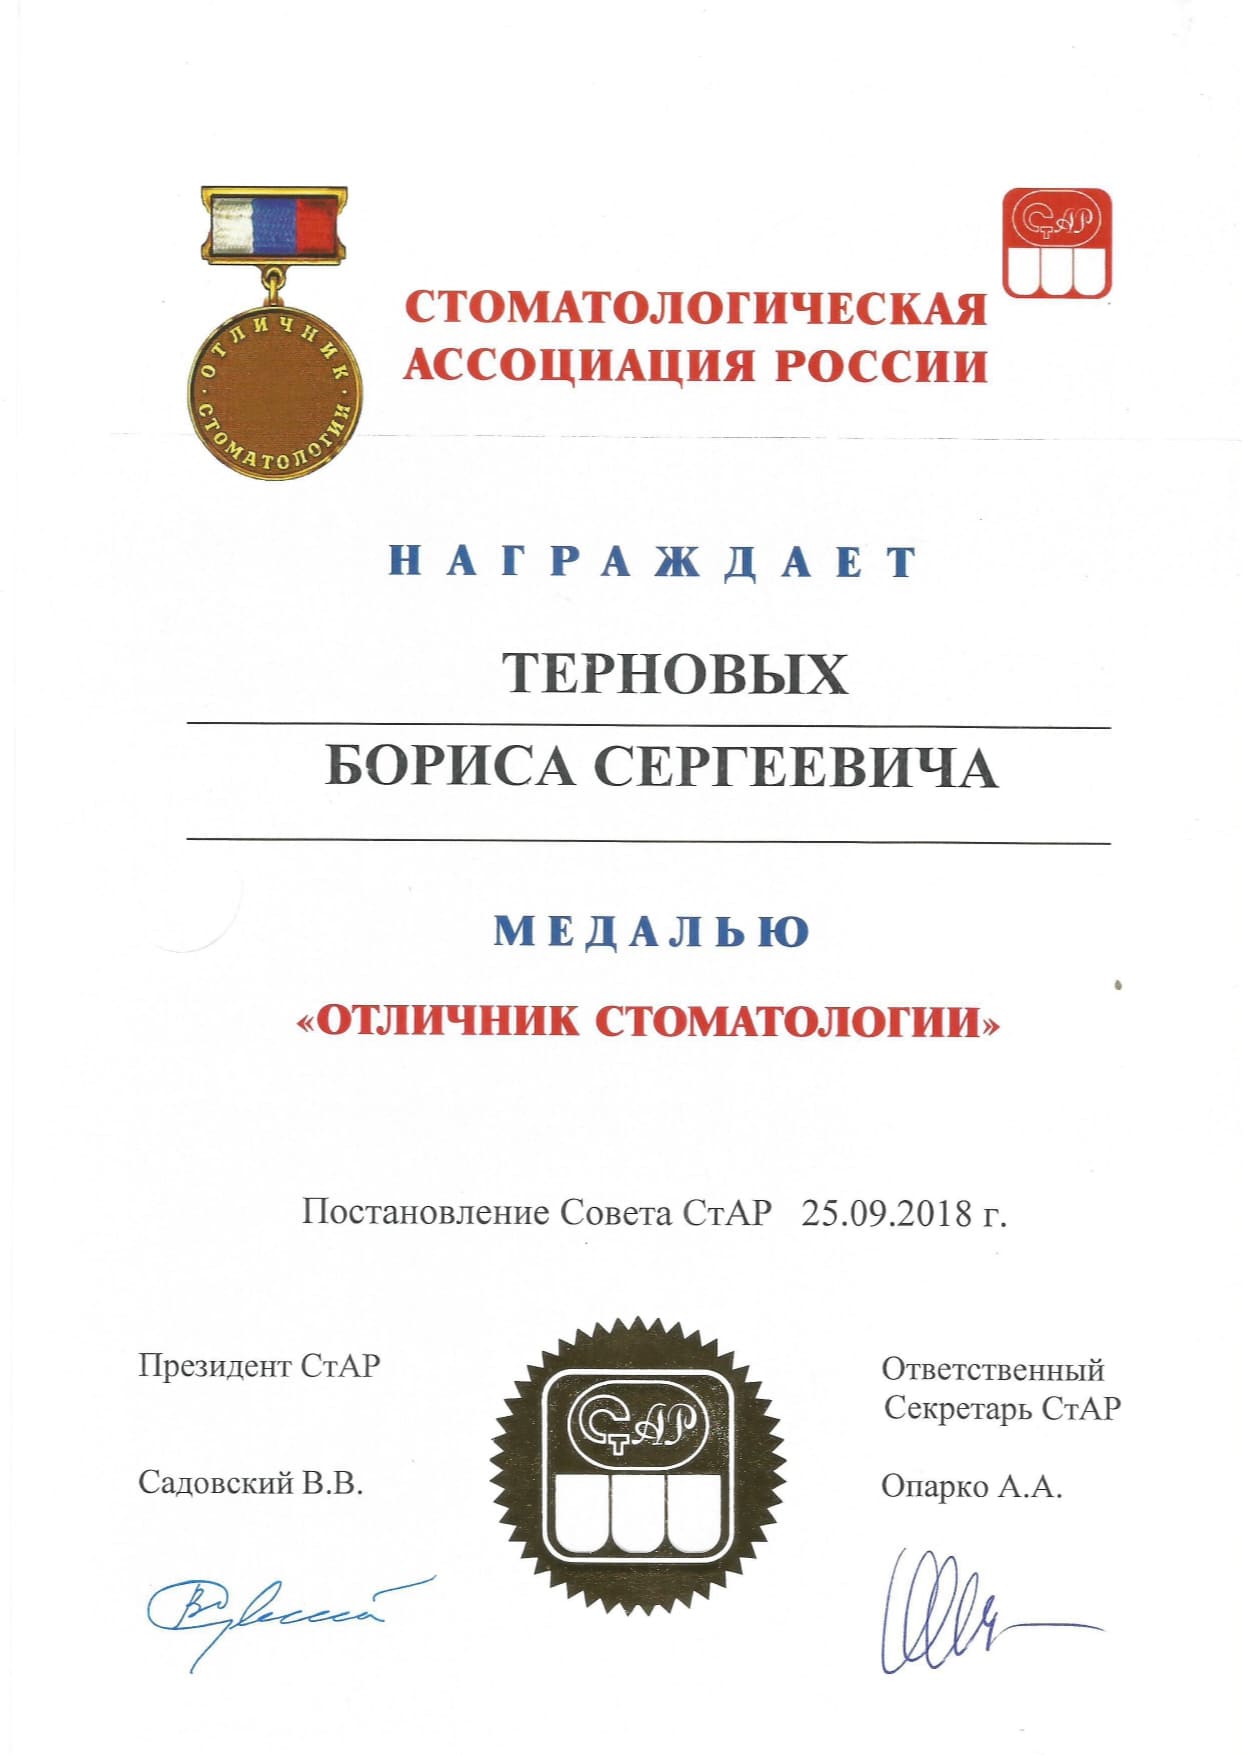 ОТЛИЧНИК
СТОМАТОЛОГИИ
СтАР
СТОМАТОЛОГИЧЕСКАЯ
АССОЦИАЦИЯ РОССИИ
НАГРАЖДАЕТ
ТЕРНОВЫХ
БОРИСА СЕРГЕЕВИЧА
МЕДАЛЬЮ
«ОТЛИЧНИК СТОМАТОЛОГИИ»
Постановление Совета СтАР 25.09.2018 г.
Президент СтАР
Садовский В.В.
СтАР
Ответственный
Секретарь СтАР
Опарко А.А.